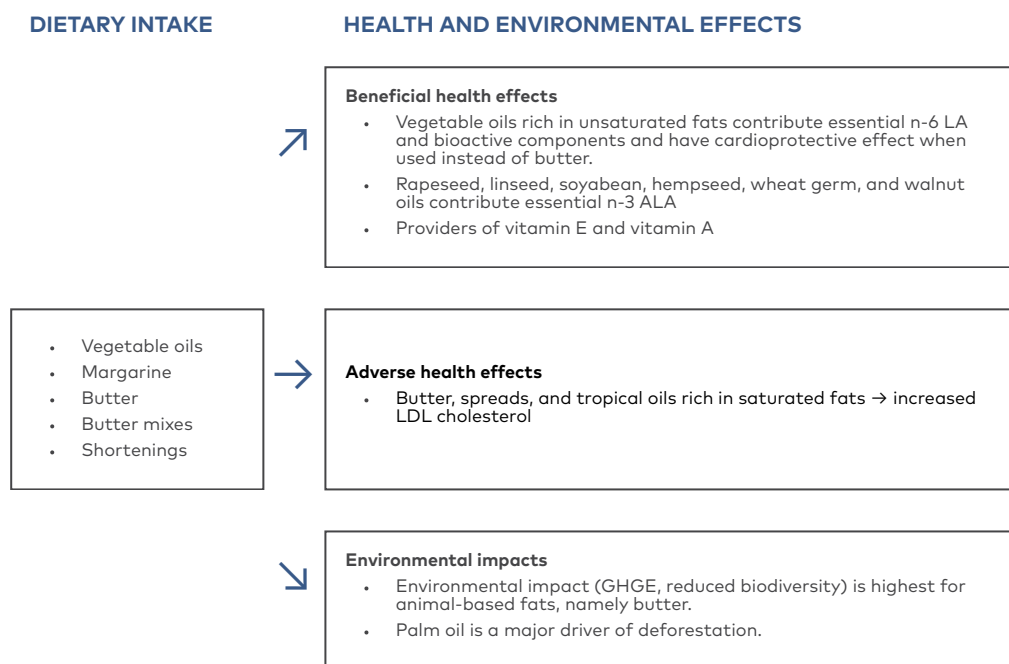 DIETARY INTAKE
HEALTH AND ENVIRONMENTAL EFFECTS
Beneficial health effects
• Vegetable oils rich in unsaturated fats contribute essential n-6 LA
and bioactive components and have cardioprotective effect when
used instead of butter.
• Rapeseed, linseed, soyabean, hempseed, wheat germ, and walnut
oils contribute essential n-3 ALA
• Providers of vitamin E and vitamin A
• Vegetable oils
• Margarine
• Butter
• Butter mixes
• Shortenings
Adverse health effects
• Butter, spreads, and tropical oils rich in saturated fats → increased
LDL cholesterol
Environmental impacts
• Environmental impact (GHGE, reduced biodiversity) is highest for
animal-based fats, namely butter.
• Palm oil is a major driver of deforestation.